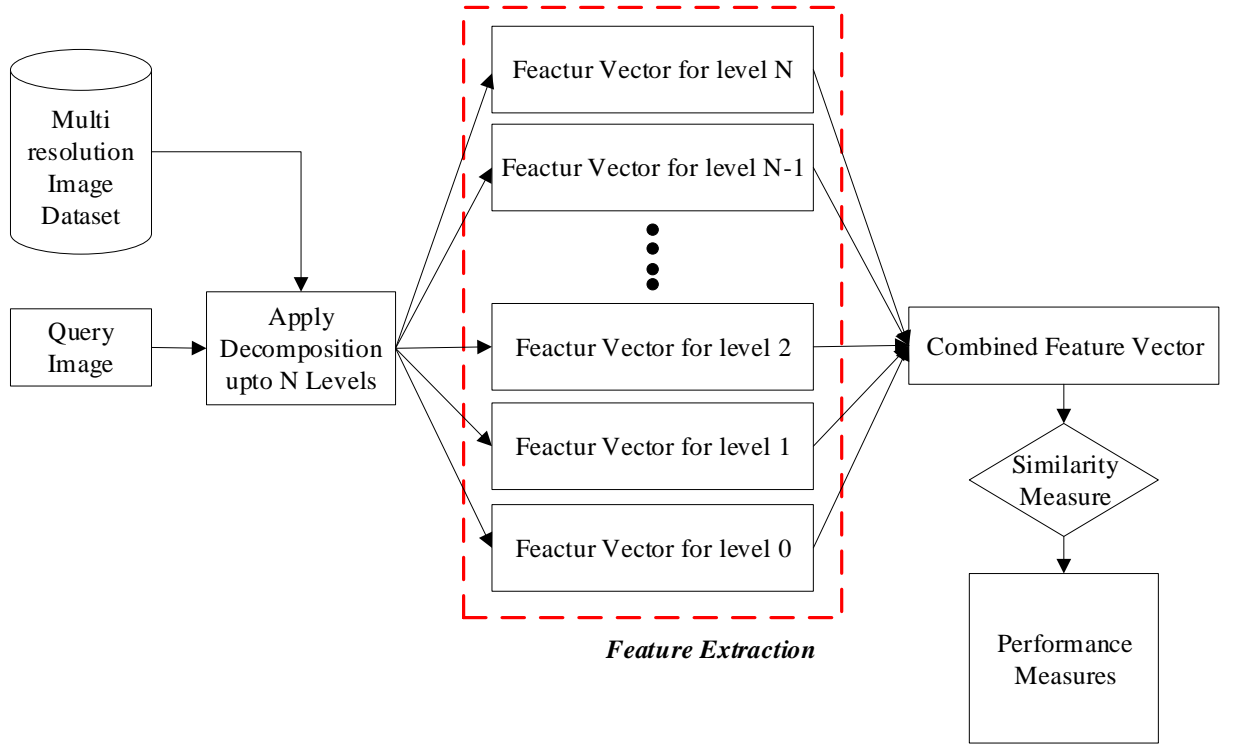 Multi
resolution
Image
Dataset
Query
Image
Apply
Decomposition
upto N Levels
Feactur Vector for level N
Feactur Vector for level N-1
Feactur Vector for level 2
Feactur Vector for level 1
Feactur Vector for level 0
Feature Extraction
Combined Feature Vector
Similarity
Measure
Performance
Measures